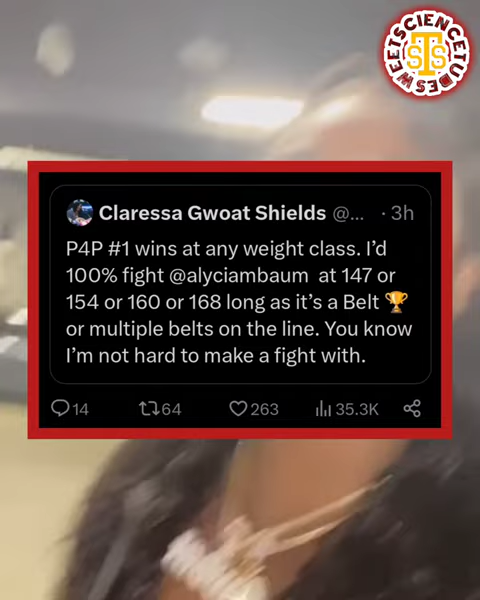 SWEETSCIENCETUDES
STS
Claressa Gwoat Shields @... · 3h
P4P #1 wins at any weight class. I'd
100% fight @alyciambaum at 147 or
154 or 160 or 168 long as it's a Belt 🏆
or multiple belts on the line. You know
I'm not hard to make a fight with.
14 64 263 35.3K